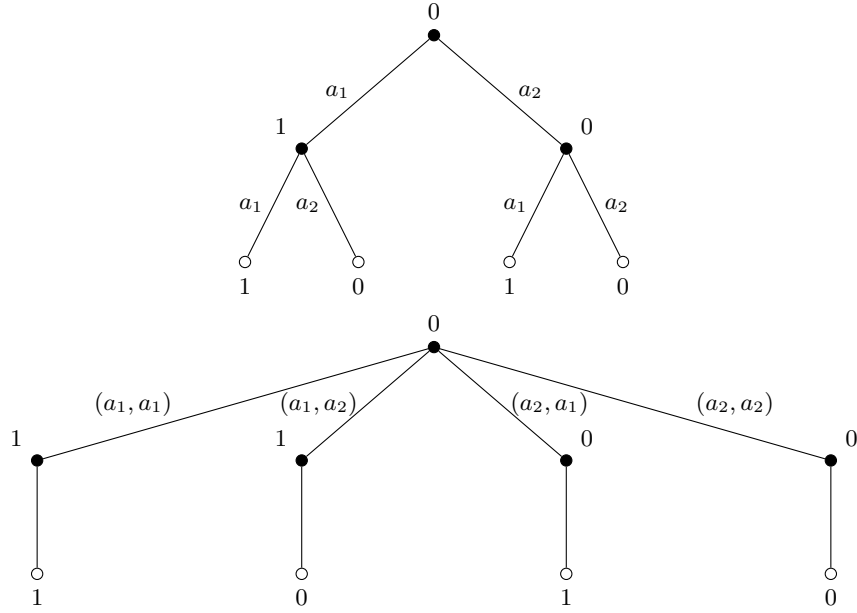 0
a₁ a₂
1 0
a₁ a₂ a₁ a₂
1 0 1 0
0
(a₁, a₁) (a₁, a₂) (a₂, a₁) (a₂, a₂)
1 1 0 0
1 0 1 0